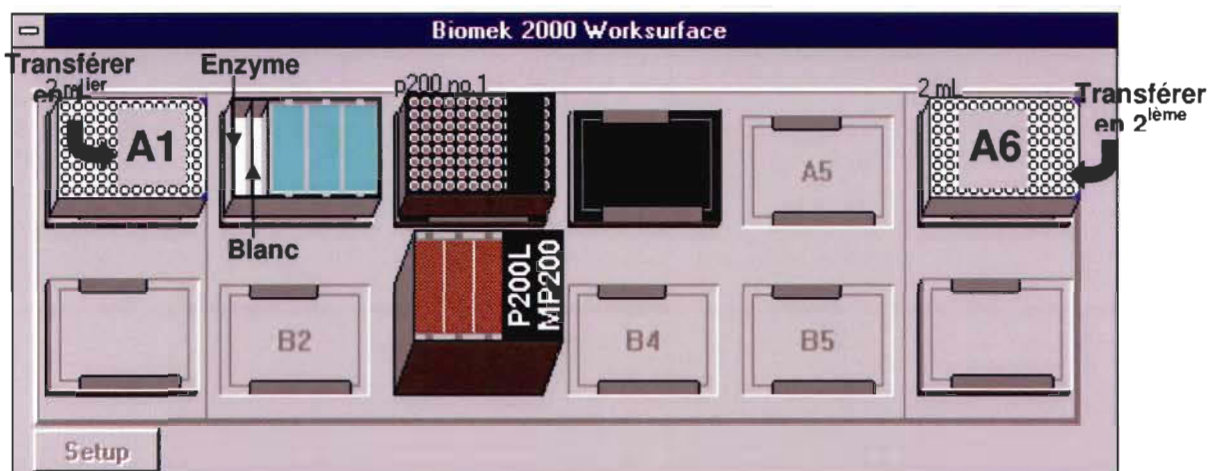 Biomek 2000 Worksurface
Transférer
en 1ier
2 mL
Enzyme
p200 no.1
2 mL
Transférer
en 2ième
A1
A5
A6
Blanc
P200L
MP200
B2
B4
B5
Setup